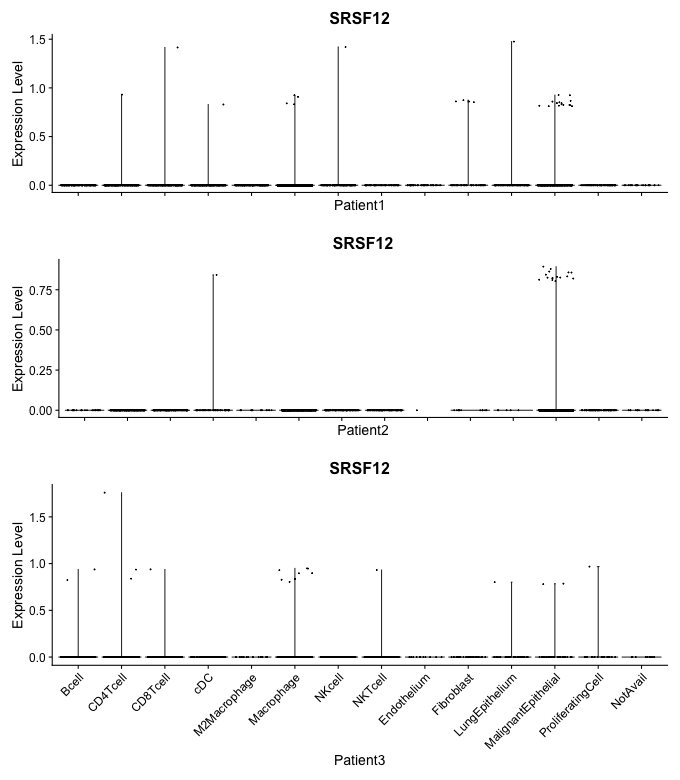 SRSF12
Expression Level
1.5
1.0
0.5
0.0
Patient1
SRSF12
Expression Level
0.75
0.50
0.25
0.00
Patient2
SRSF12
Expression Level
1.5
1.0
0.5
0.0
Bcell
CD4Tcell
CD8Tcell
cDC
M2Macrophage
Macrophage
NKcell
NKTcell
Endothelium
Fibroblast
LungEpithelium
MalignantEpithelial
ProliferatingCell
NotAvail
Patient3